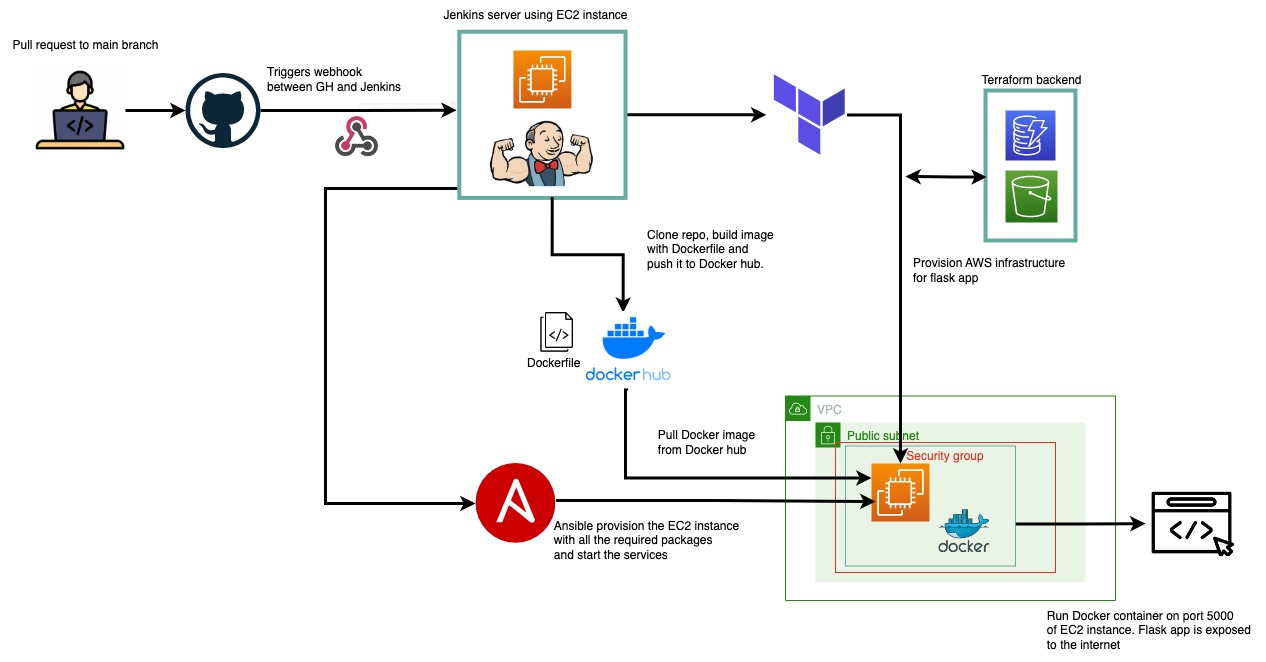 Jenkins server using EC2 instance
Pull request to main branch
Triggers webhook
between GH and Jenkins
Terraform backend
</>
Clone repo, build image
with Dockerfile and
push it to Docker hub.
Provision AWS infrastructure
for flask app
</>
Dockerfile
dockerhub
VPC
Public subnet
Security group
Pull Docker image
from Docker hub
A
Ansible provision the EC2 instance
with all the required packages
and start the services
docker
</>
Run Docker container on port 5000
of EC2 instance. Flask app is exposed
to the internet